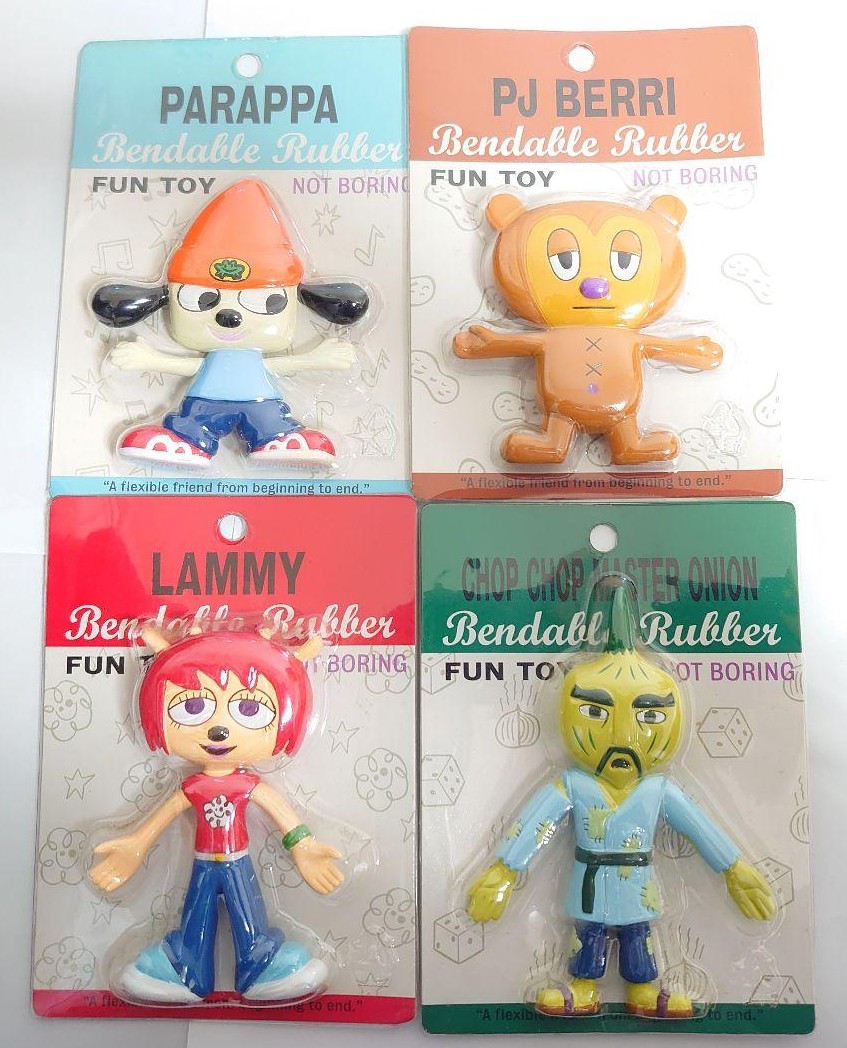 PARAPPA
Bendable Rubber
FUN TOY NOT BORING
"A flexible friend from beginning to end."
PJ BERRI
Bendable Rubber
FUN TOY NOT BORING
"A flexible friend from beginning to end."
LAMMY
Bendable Rubber
FUN BORING
"A to end."
CHOP CHOP MASTER ONION
Bendable Rubber
FUN TOY NOT BORING
"A flexible to end."